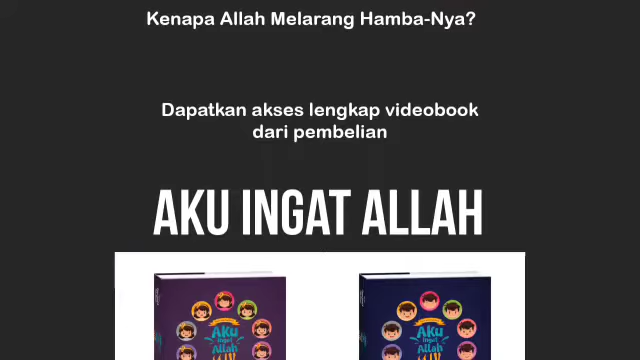 Kenapa Allah Melarang Hamba-Nya?
Dapatkan akses lengkap videobook
dari pembelian
AKU INGAT ALLAH
Aku
ingat
Allah
Aku
ingat
Allah